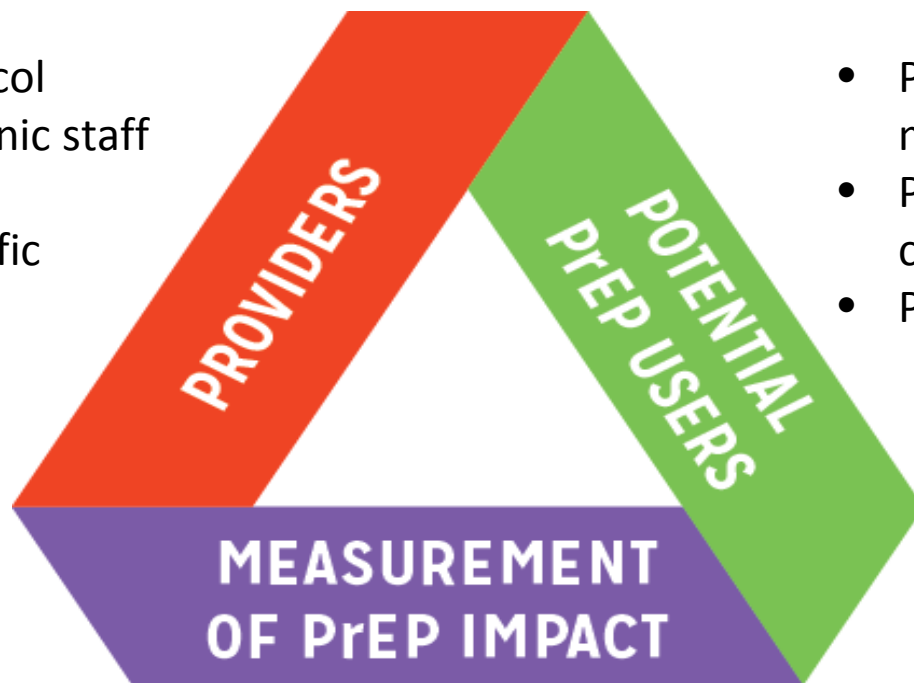 col
nic staff
fic
PROVIDERS
POTENTIAL
PrEP USERS
• P
•P
• P
MEASUREMENT
OF PrEP IMPACT